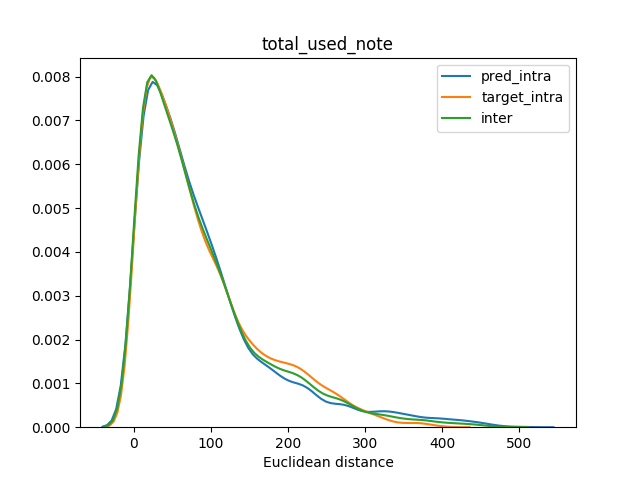 total_used_note
pred_intra
target_intra
inter
0.008
0.007
0.006
0.005
0.004
0.003
0.002
0.001
0.000
0 100 200 300 400 500
Euclidean distance